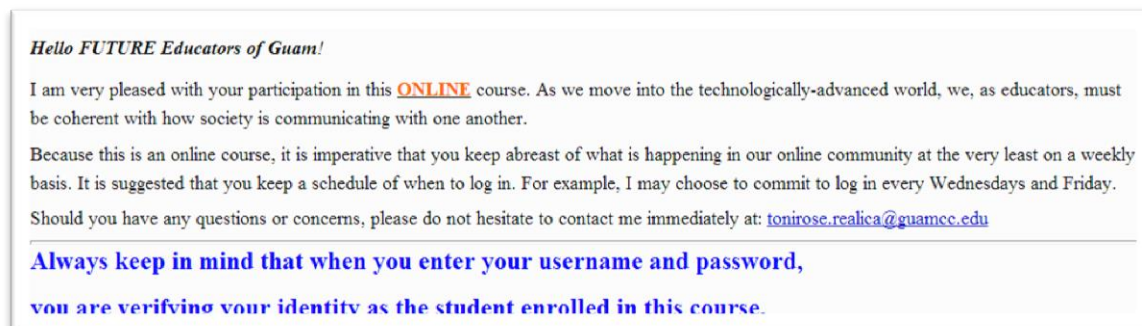 Hello FUTURE Educators of Guam!
I am very pleased with your participation in this ONLINE course. As we move into the technologically-advanced world, we, as educators, must
be coherent with how society is communicating with one another.
Because this is an online course, it is imperative that you keep abreast of what is happening in our online community at the very least on a weekly
basis. It is suggested that you keep a schedule of when to log in. For example, I may choose to commit to log in every Wednesdays and Friday.
Should you have any questions or concerns, please do not hesitate to contact me immediately at: tonirose.realica@guamcc.edu
Always keep in mind that when you enter your username and password,
you are verifying your identity as the student enrolled in this course.